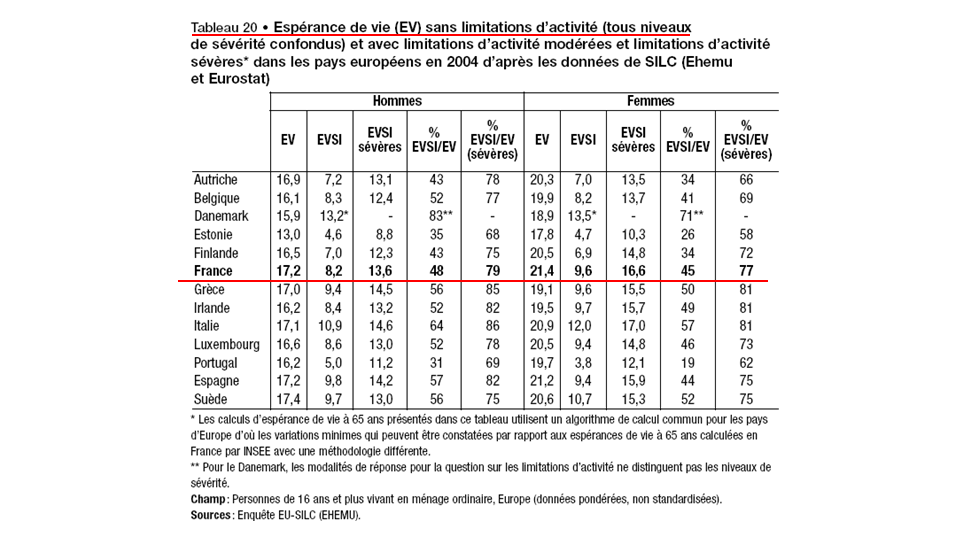 Tableau 20 • Espérance de vie (EV) sans limitations d'activité (tous niveaux
de sévérité confondus) et avec limitations d'activité modérées et limitations d'activité
sévères* dans les pays européens en 2004 d'après les données de SILC (Ehemu
et Eurostat)
Hommes Femmes
EV EVSI EVSI sévères % EVSI/EV % EVSI/EV (sévères) EV EVSI EVSI sévères % EVSI/EV % EVSI/EV (sévères)
Autriche 16,9 7,2 13,1 43 78 20,3 7,0 13,5 34 66
Belgique 16,1 8,3 12,4 52 77 19,9 8,2 13,7 41 69
Danemark 15,9 13,2* - 83** - 18,9 13,5* - 71** -
Estonie 13,0 4,6 8,8 35 68 17,8 4,7 10,3 26 58
Finlande 16,5 7,0 12,3 43 75 20,5 6,9 14,8 34 72
France 17,2 8,2 13,6 48 79 21,4 9,6 16,6 45 77
Grèce 17,0 9,4 14,5 56 85 19,1 9,6 15,5 50 81
Irlande 16,2 8,4 13,2 52 82 19,5 9,7 15,7 49 81
Italie 17,1 10,9 14,6 64 86 20,9 12,0 17,0 57 81
Luxembourg 16,6 8,6 13,0 52 78 20,5 9,4 14,8 46 73
Portugal 16,2 5,0 11,2 31 69 19,7 3,8 12,1 19 62
Espagne 17,2 9,8 14,2 57 82 21,2 9,4 15,9 44 75
Suède 17,4 9,7 13,0 56 75 20,6 10,7 15,3 52 75
* Les calculs d'espérance de vie à 65 ans présentés dans ce tableau utilisent un algorithme de calcul commun pour les pays
d'Europe d'où les variations minimes qui peuvent être constatées par rapport aux espérances de vie à 65 ans calculées en
France par INSEE avec une méthodologie différente.
** Pour le Danemark, les modalités de réponse pour la question sur les limitations d'activité ne distinguent pas les niveaux de
sévérité.
Champ : Personnes de 16 ans et plus vivant en ménage ordinaire, Europe (données pondérées, non standardisées).
Sources : Enquête EU-SILC (EHEMU).